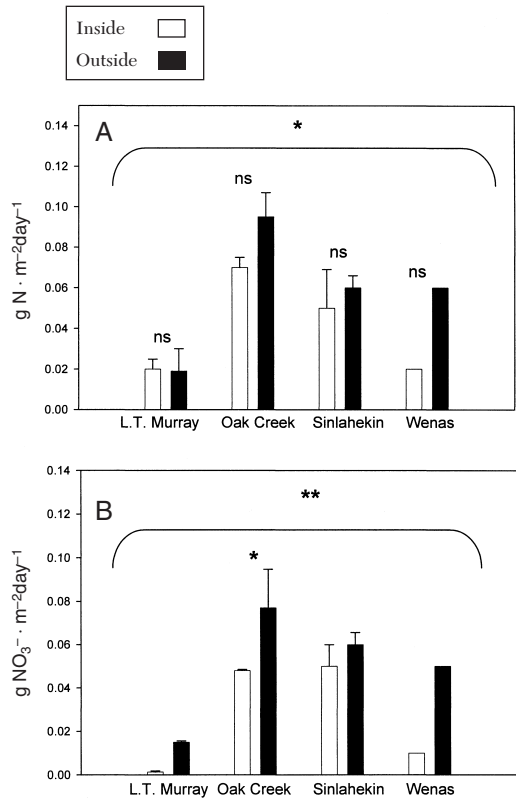 Inside
Outside
A
*
g N · m⁻²day⁻¹
0.14
0.12
0.10
0.08
0.06
0.04
0.02
0.00
ns
ns
ns
ns
L.T. Murray Oak Creek Sinlahekin Wenas
B
**
*
g NO₃⁻ · m⁻²day⁻¹
0.14
0.12
0.10
0.08
0.06
0.04
0.02
0.00
L.T. Murray Oak Creek Sinlahekin Wenas